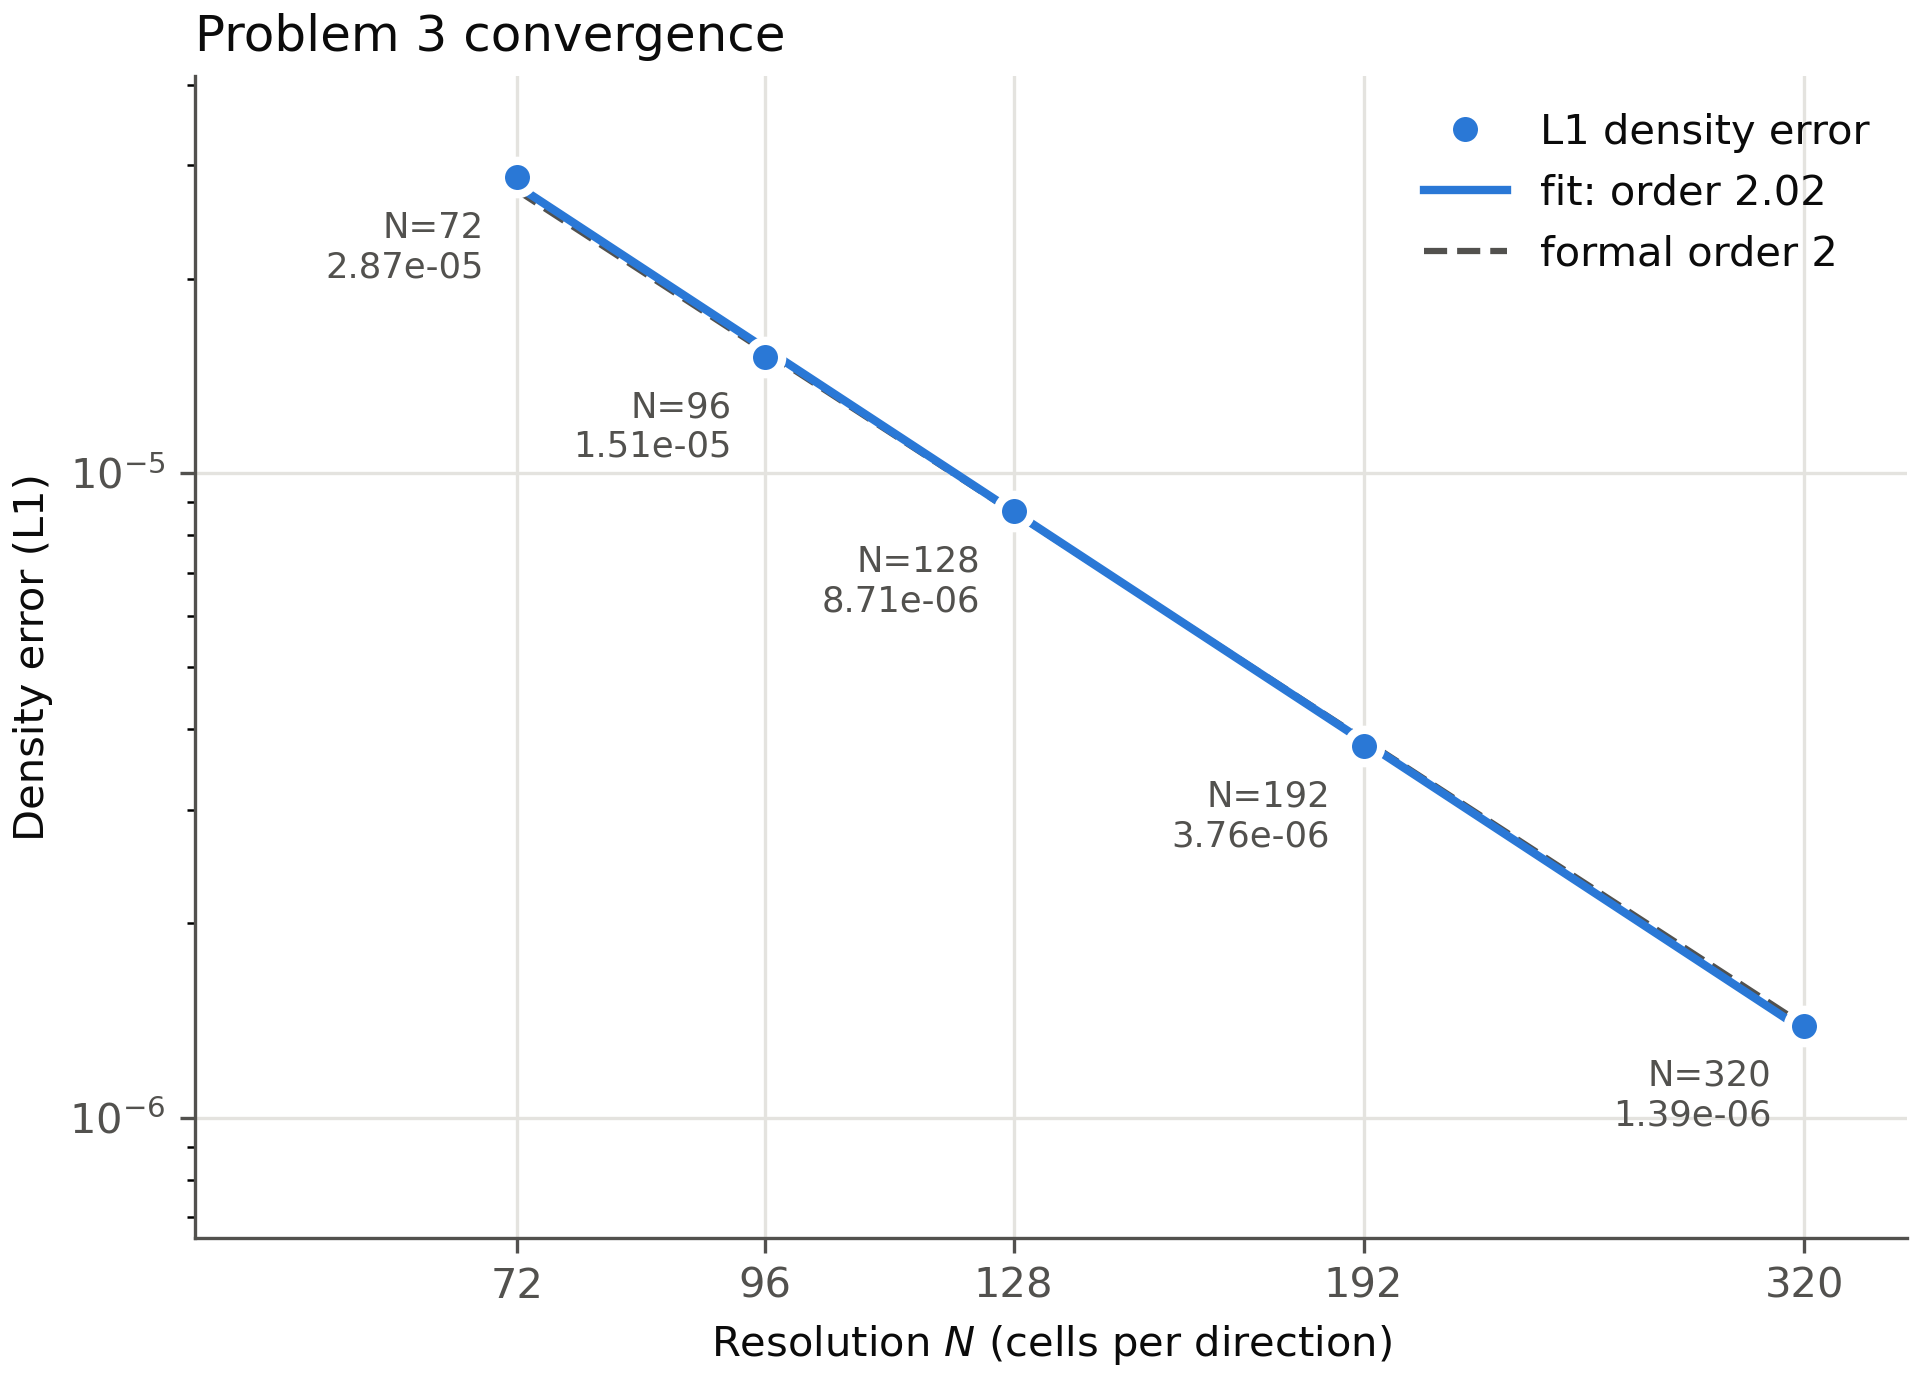 Problem 3 convergence
L1 density error
fit: order 2.02
formal order 2
N=72
2.87e-05
N=96
1.51e-05
N=128
8.71e-06
N=192
3.76e-06
N=320
1.39e-06
Density error (L1)
10⁻⁵
10⁻⁶
72 96 128 192 320
Resolution N (cells per direction)